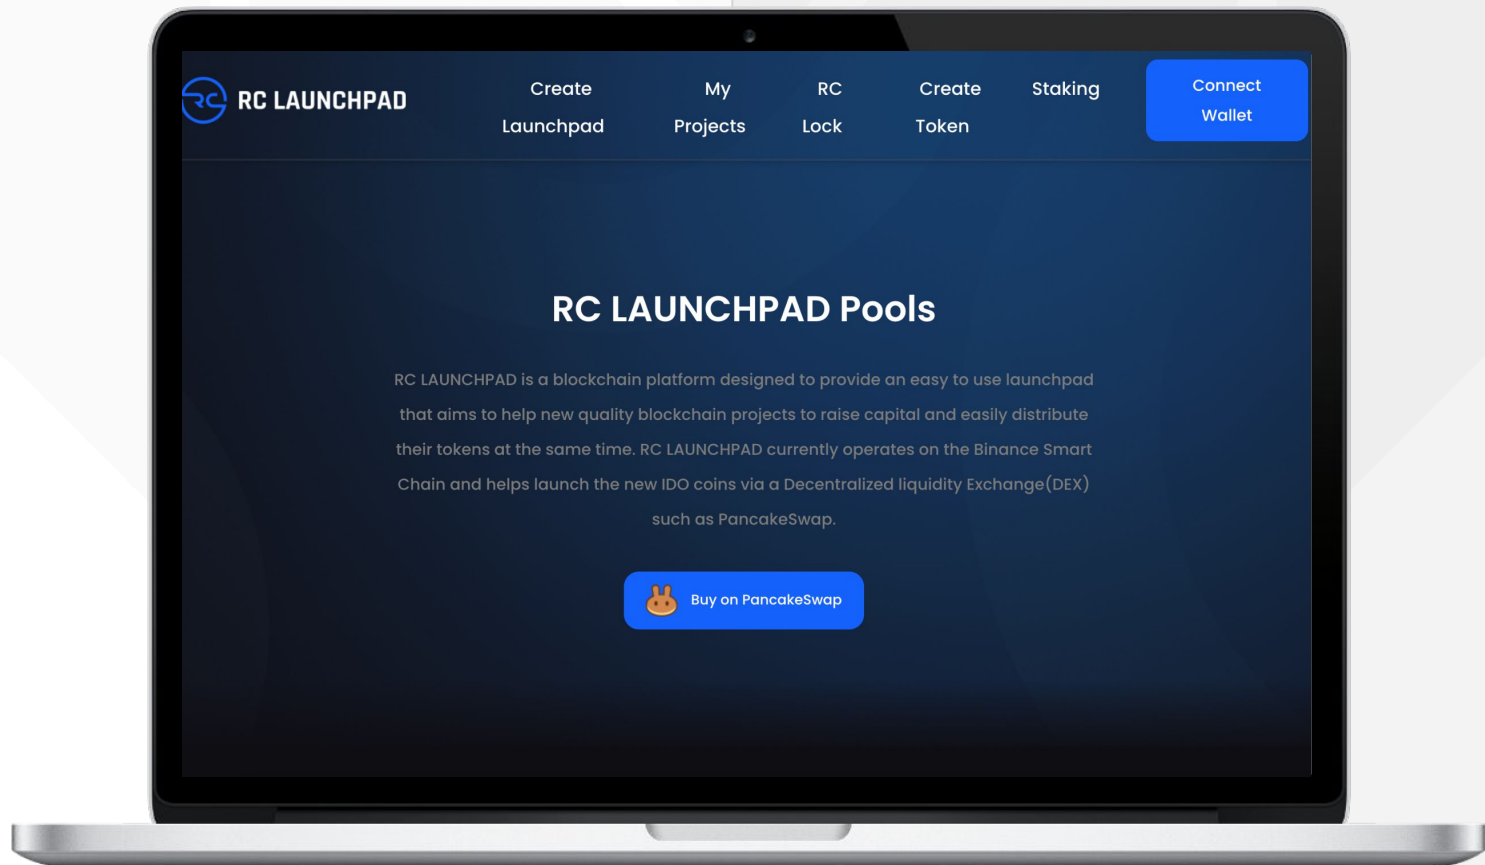 RC LAUNCHPAD
Create Launchpad
My Projects
RC Lock
Create Token
Staking
Connect Wallet
RC LAUNCHPAD Pools
RC LAUNCHPAD is a blockchain platform designed to provide an easy to use launchpad
that aims to help new quality blockchain projects to raise capital and easily distribute
their tokens at the same time. RC LAUNCHPAD currently operates on the Binance Smart
Chain and helps launch the new IDO coins via a Decentralized liquidity Exchange(DEX)
such as PancakeSwap.
Buy on PancakeSwap